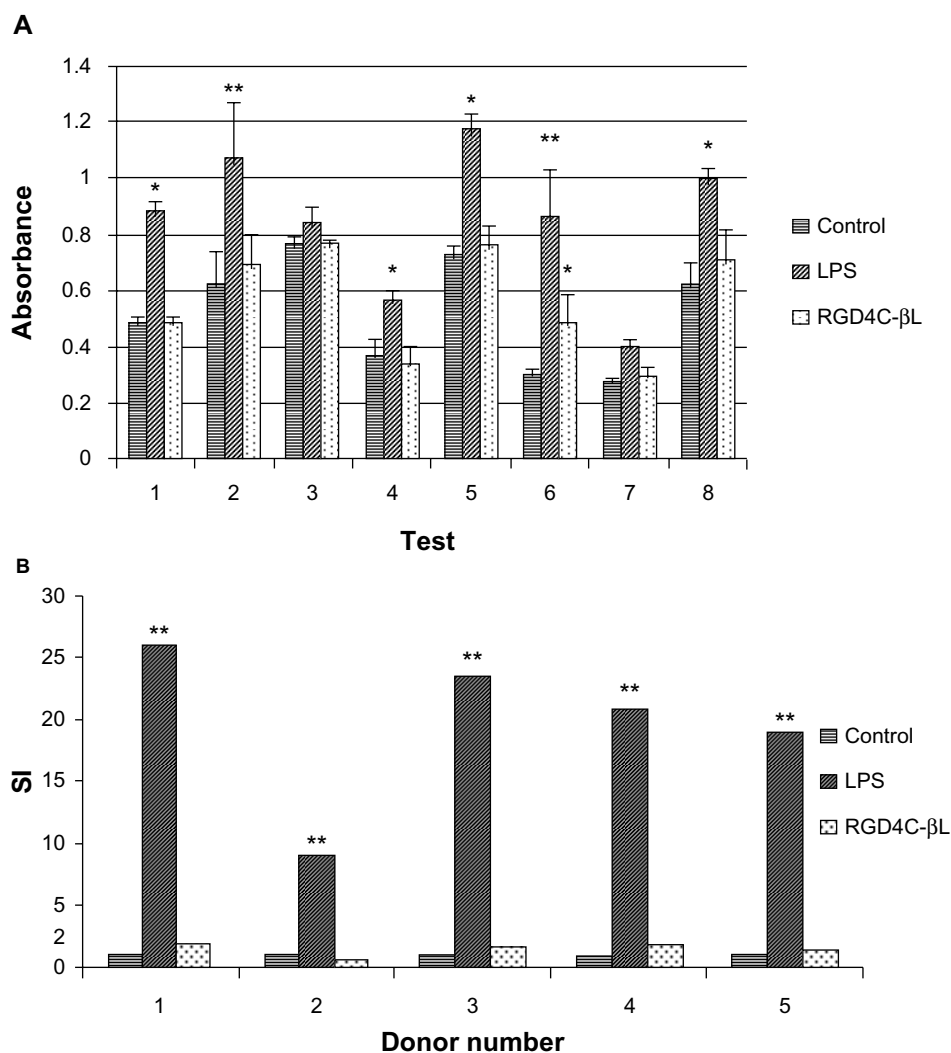 A
1.4
1.2
1
0.8
0.6
0.4
0.2
0
Absorbance
*
**
*
*
**
*
*
1 2 3 4 5 6 7 8
Test
Control
LPS
RGD4C-βL
B
30
25
20
15
10
5
2
0
SI
**
**
**
**
**
1 2 3 4 5
Donor number
Control
LPS
RGD4C-βL